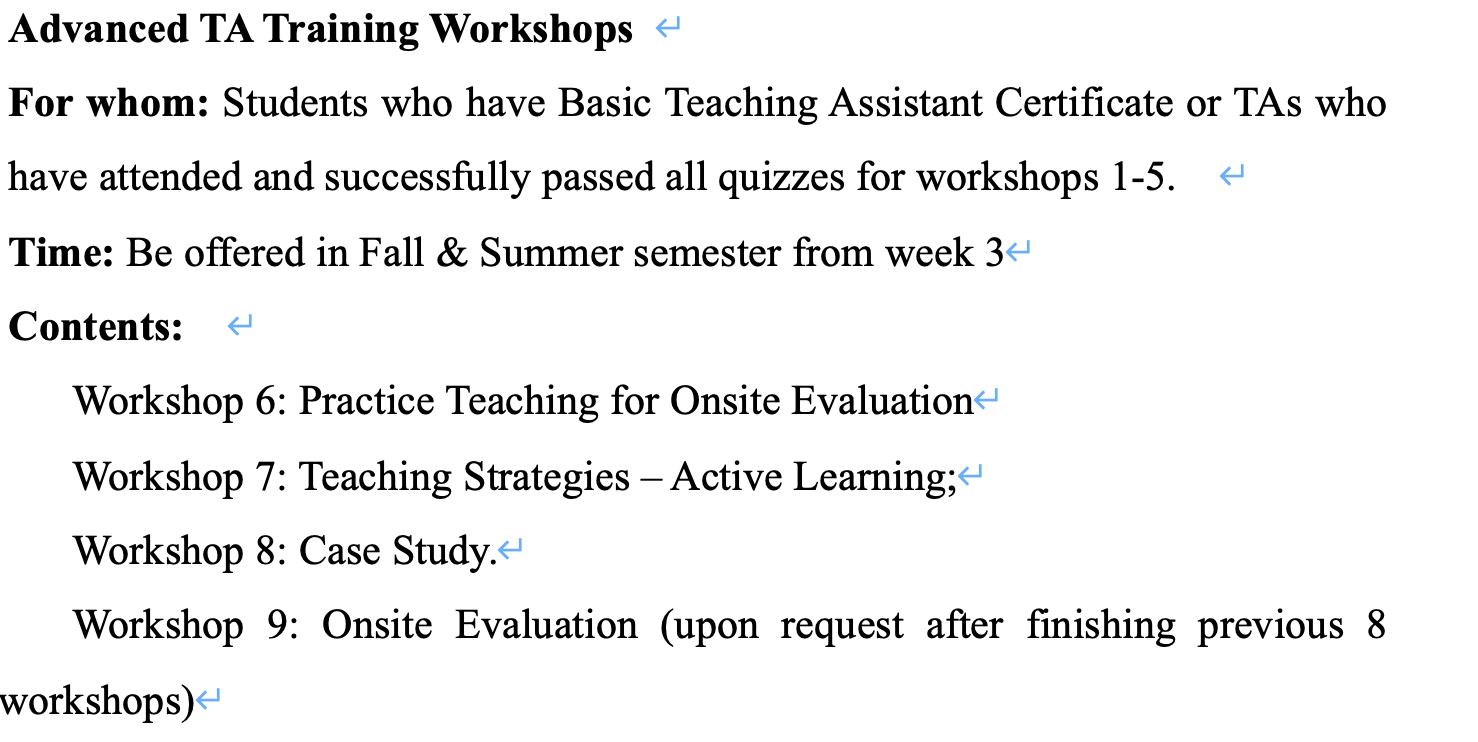 Advanced TA Training Workshops
For whom: Students who have Basic Teaching Assistant Certificate or TAs who
have attended and successfully passed all quizzes for workshops 1-5.
Time: Be offered in Fall & Summer semester from week 3
Contents:
Workshop 6: Practice Teaching for Onsite Evaluation
Workshop 7: Teaching Strategies – Active Learning;
Workshop 8: Case Study.
Workshop 9: Onsite Evaluation (upon request after finishing previous 8
workshops)